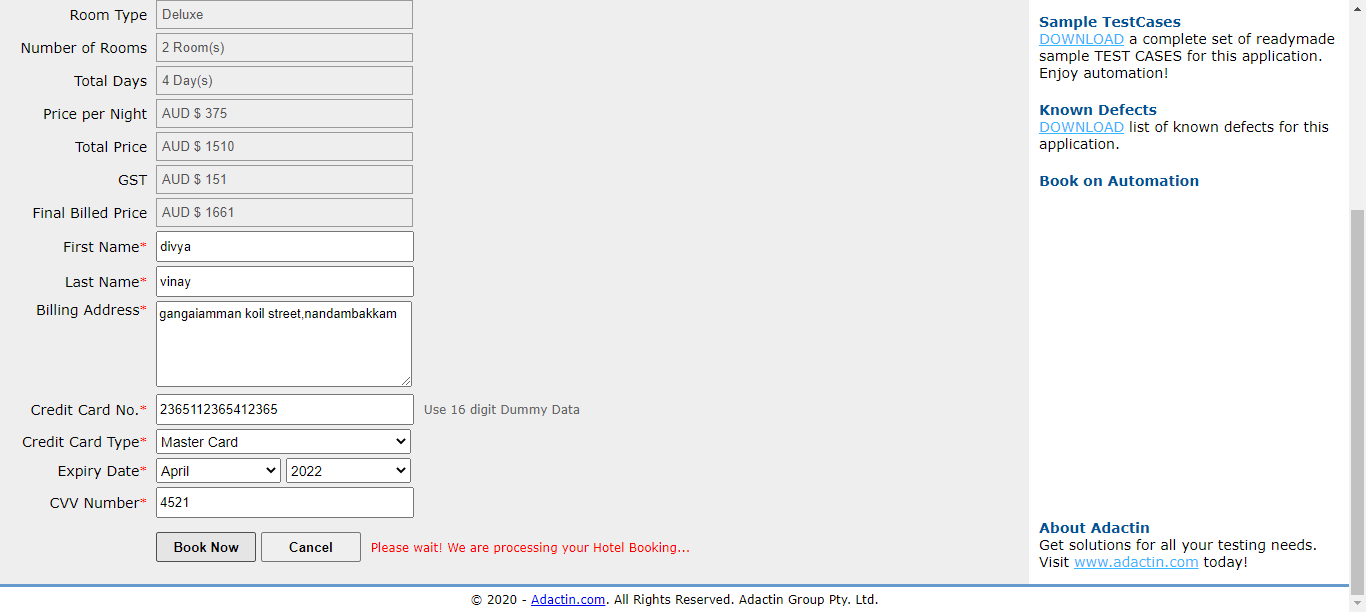 Room Type Deluxe
Number of Rooms 2 Room(s)
Total Days 4 Day(s)
Price per Night AUD $ 375
Total Price AUD $ 1510
GST AUD $ 151
Final Billed Price AUD $ 1661
First Name* divya
Last Name* vinay
Billing Address* gangaiamman koil street,nandambakkam
Credit Card No.* 2365112365412365 Use 16 digit Dummy Data
Credit Card Type* Master Card
Expiry Date* April 2022
CVV Number* 4521
Book Now Cancel Please wait! We are processing your Hotel Booking...
Sample TestCases
DOWNLOAD a complete set of readymade
sample TEST CASES for this application.
Enjoy automation!
Known Defects
DOWNLOAD list of known defects for this
application.
Book on Automation
About Adactin
Get solutions for all your testing needs.
Visit www.adactin.com today!
© 2020 - Adactin.com. All Rights Reserved. Adactin Group Pty. Ltd.